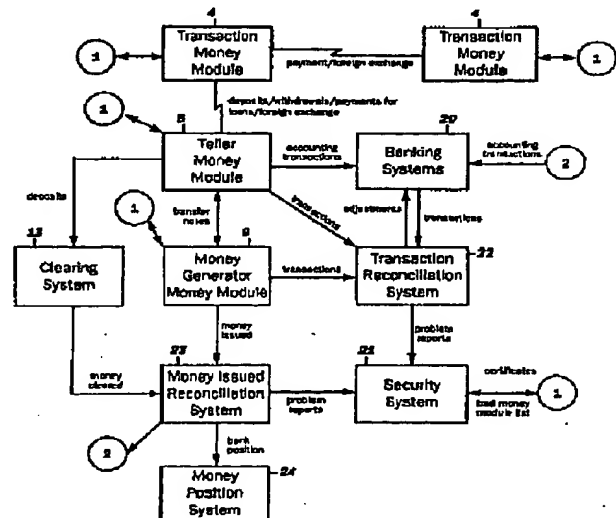 4
4
Transaction
Money
Module
Transaction
Money
Module
1
1
payment/foreign exchange
deposits/withdrawals/payments for
loans/foreign exchange
1
5
20
Teller
Money
Module
accounting
transactions
Banking
Systems
accounting
transactions
2
deposits
transfer
notes
transactions
adjustments
transactions
1
6
22
Clearing
System
Money
Generator
Money Module
transactions
Transaction
Reconciliation
System
money
issued
problem
reports
23
21
money
cleared
Money Issued
Reconciliation
System
problem
reports
Security
System
certificates
bad money
module list
1
2
bank
position
Money
Position
System
24